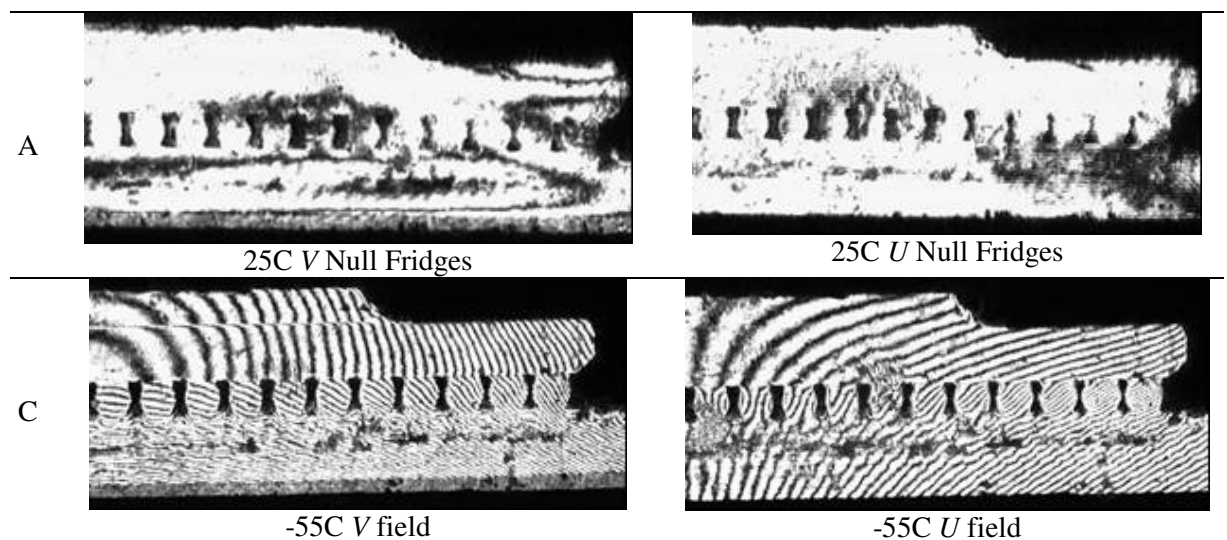 A
25C V Null Fridges
25C U Null Fridges
C
-55C V field
-55C U field